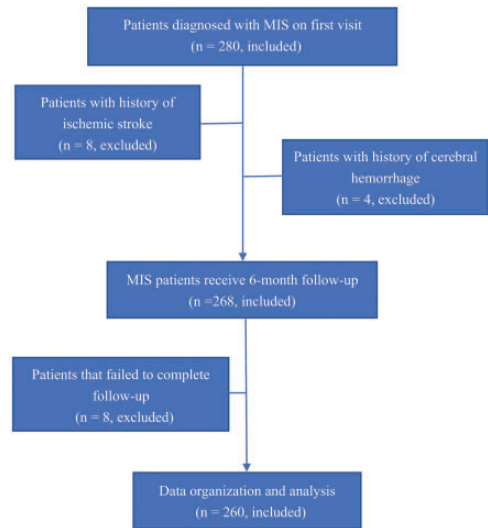 Patients diagnosed with MIS on first visit
(n = 280, included)
Patients with history of
ischemic stroke
(n = 8, excluded)
Patients with history of cerebral
hemorrhage
(n = 4, excluded)
MIS patients receive 6-month follow-up
(n =268, included)
Patients that failed to complete
follow-up
(n = 8, excluded)
Data organization and analysis
(n = 260, included)